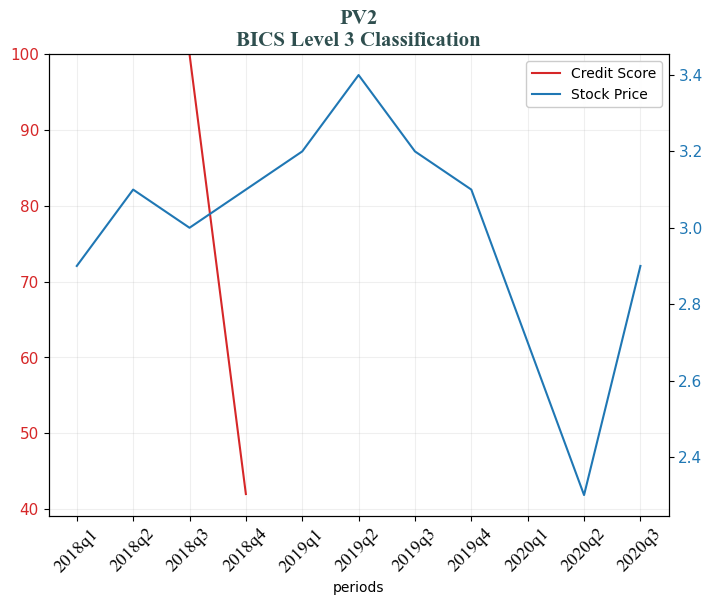 PV2
BICS Level 3 Classification
Credit Score
Stock Price
100
90
80
70
60
50
40
3.4
3.2
3.0
2.8
2.6
2.4
2018q1
2018q2
2018q3
2018q4
2019q1
2019q2
2019q3
2019q4
2020q1
2020q2
2020q3
periods